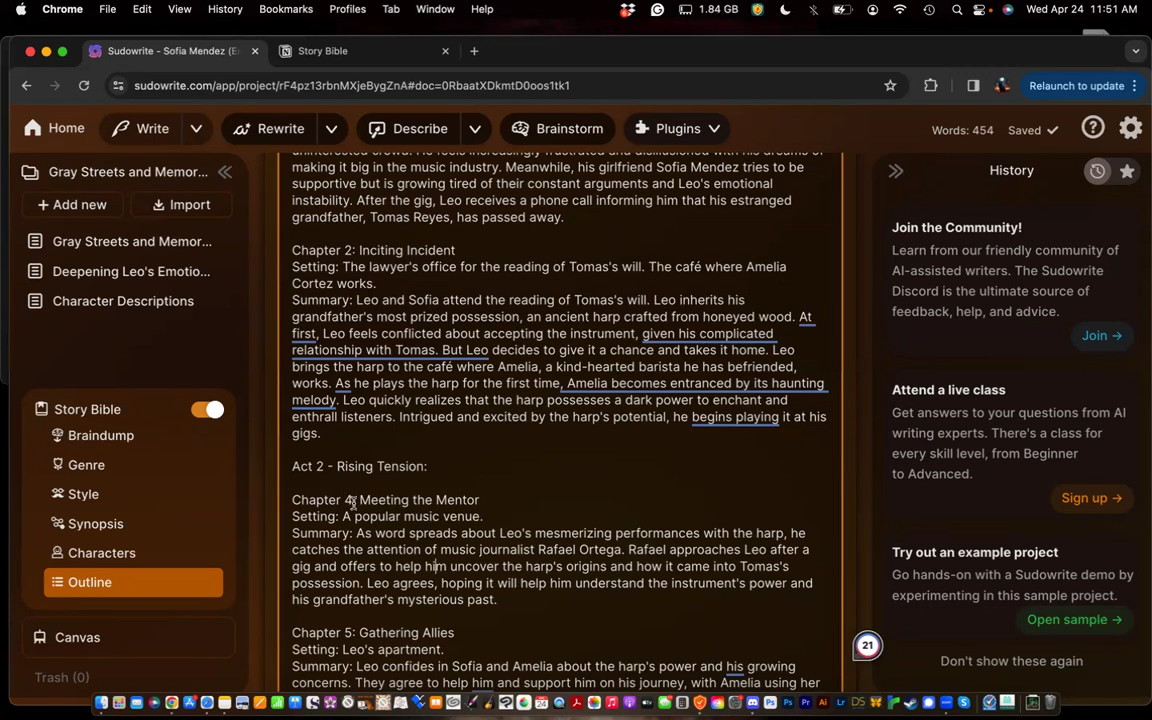 Chrome File Edit View History Bookmarks Profiles Tab Window Help 1.84 GB Wed Apr 24 11:51 AM
Sudowrite - Sofia Mendez (E
Story Bible
sudowrite.com/app/project/rF4pz13rbnMXjeBygZnA#doc=0RbaatXDkmtD0oos1tk1
Relaunch to update
Home Write Rewrite Describe Brainstorm Plugins Words: 454 Saved
Gray Streets and Memor...
+ Add new
Import
Gray Streets and Memor...
Deepening Leo's Emotio...
Character Descriptions
Story Bible
Braindump
Genre
Style
Synopsis
Characters
Outline
Canvas
Trash (0)
uninterested crowd. He feels increasingly frustrated and disillusioned with his dreams of
making it big in the music industry. Meanwhile, his girlfriend Sofia Mendez tries to be
supportive but is growing tired of their constant arguments and Leo's emotional
instability. After the gig, Leo receives a phone call informing him that his estranged
grandfather, Tomas Reyes, has passed away.
Chapter 2: Inciting Incident
Setting: The lawyer's office for the reading of Tomas's will. The café where Amelia
Cortez works.
Summary: Leo and Sofia attend the reading of Tomas's will. Leo inherits his
grandfather's most prized possession, an ancient harp crafted from honeyed wood. At
first, Leo feels conflicted about accepting the instrument, given his complicated
relationship with Tomas. But Leo decides to give it a chance and takes it home. Leo
brings the harp to the café where Amelia, a kind-hearted barista he has befriended,
works. As he plays the harp for the first time, Amelia becomes entranced by its haunting
melody. Leo quickly realizes that the harp possesses a dark power to enchant and
enthrall listeners. Intrigued and excited by the harp's potential, he begins playing it at his
gigs.
Act 2 - Rising Tension:
Chapter 4: Meeting the Mentor
Setting: A popular music venue.
Summary: As word spreads about Leo's mesmerizing performances with the harp, he
catches the attention of music journalist Rafael Ortega. Rafael approaches Leo after a
gig and offers to help him uncover the harp's origins and how it came into Tomas's
possession. Leo agrees, hoping it will help him understand the instrument's power and
his grandfather's mysterious past.
Chapter 5: Gathering Allies
Setting: Leo's apartment.
Summary: Leo confides in Sofia and Amelia about the harp's power and his growing
concerns. They agree to help him and support him on his journey, with Amelia using her
21
History
Join the Community!
Learn from our friendly community of
AI-assisted writers. The Sudowrite
Discord is the ultimate source of
feedback, help, and advice.
Join →
Attend a live class
Get answers to your questions from AI
writing experts. There's a class for
every skill level, from Beginner
to Advanced.
Sign up →
Try out an example project
Go hands-on with a Sudowrite demo by
experimenting in this sample project.
Open sample →
Don't show these again